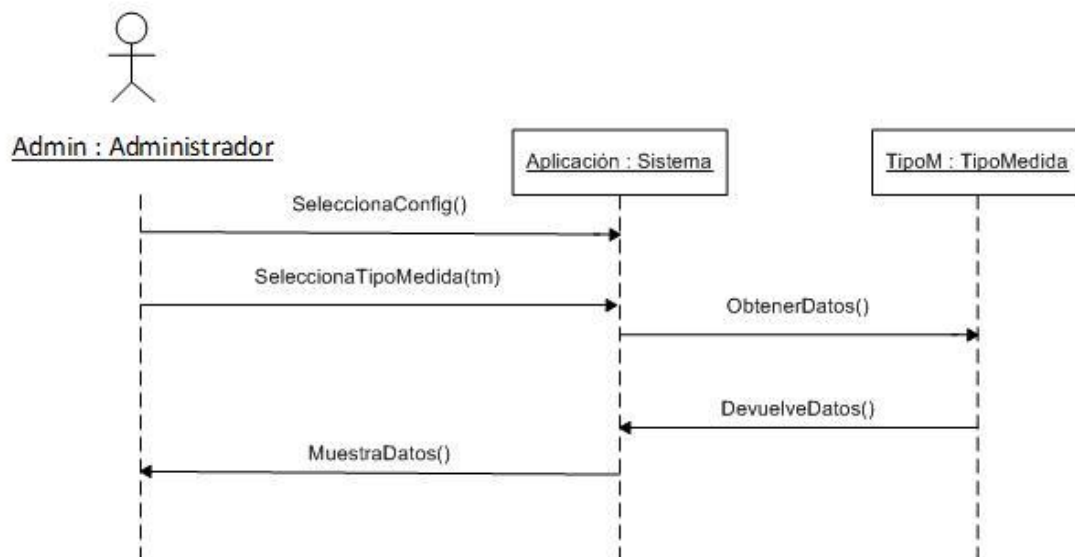 Admin : Administrador
Aplicación : Sistema
TipoM : TipoMedida
SeleccionaConfig()
SeleccionaTipoMedida(tm)
ObtenerDatos()
DevuelveDatos()
MuestraDatos()